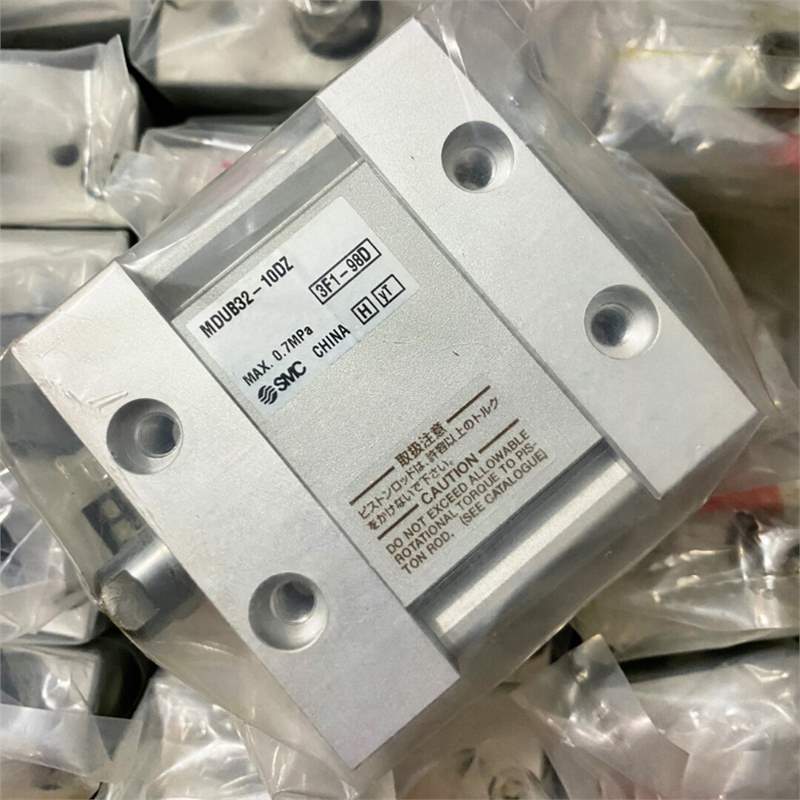 MDUB32-10DZ
3F1-98D
MAX. 0.7MPa
H yT
SMC CHINA
取扱注意
ピストンロッドは、許容以上のトルク
をかけないで下さい。
CAUTION
DO NOT EXCEED ALLOWABLE
ROTATIONAL TORQUE TO PIS-
TON ROD. (SEE CATALOGUE)